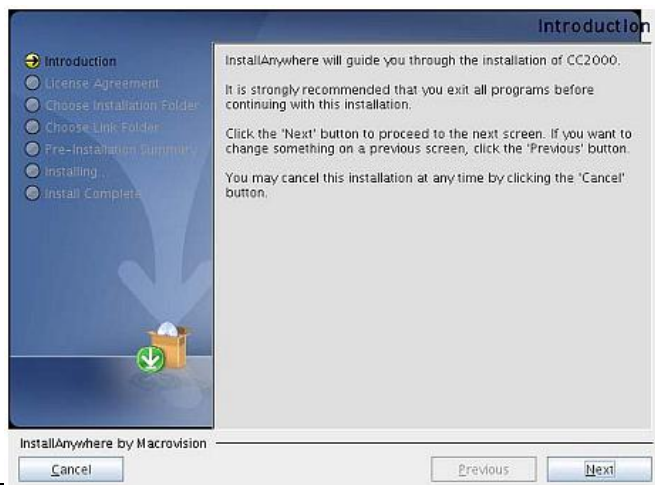 Introduction
Introduction
License Agreement
Choose Installation Folder
Choose Link Folder
Pre-Installation Summary
Installing...
Install Complete
InstallAnywhere will guide you through the installation of CC2000.
It is strongly recommended that you exit all programs before
continuing with this installation.
Click the 'Next' button to proceed to the next screen. If you want to
change something on a previous screen, click the 'Previous' button.
You may cancel this installation at any time by clicking the 'Cancel'
button.
InstallAnywhere by Macrovision
Cancel
Previous
Next